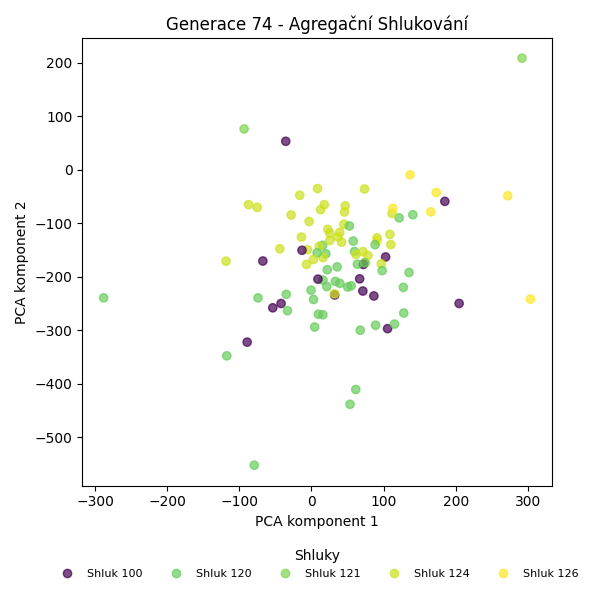 Generace 74 - Agregační Shlukování
200
100
0
−100
−200
−300
−400
−500
PCA komponent 2
−300 −200 −100 0 100 200 300
PCA komponent 1
Shluky
Shluk 100 Shluk 120 Shluk 121 Shluk 124 Shluk 126